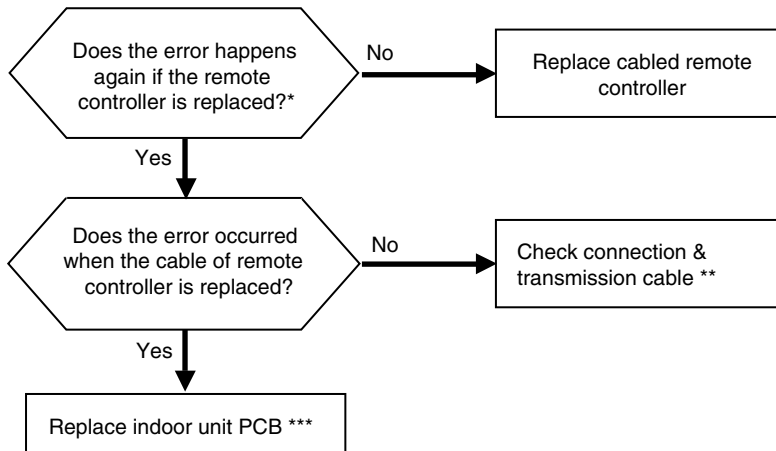 Does the error happens
again if the remote
controller is replaced?*
No
Replace cabled remote
controller
Yes
Does the error occurred
when the cable of remote
controller is replaced?
No
Check connection &
transmission cable **
Yes
Replace indoor unit PCB ***